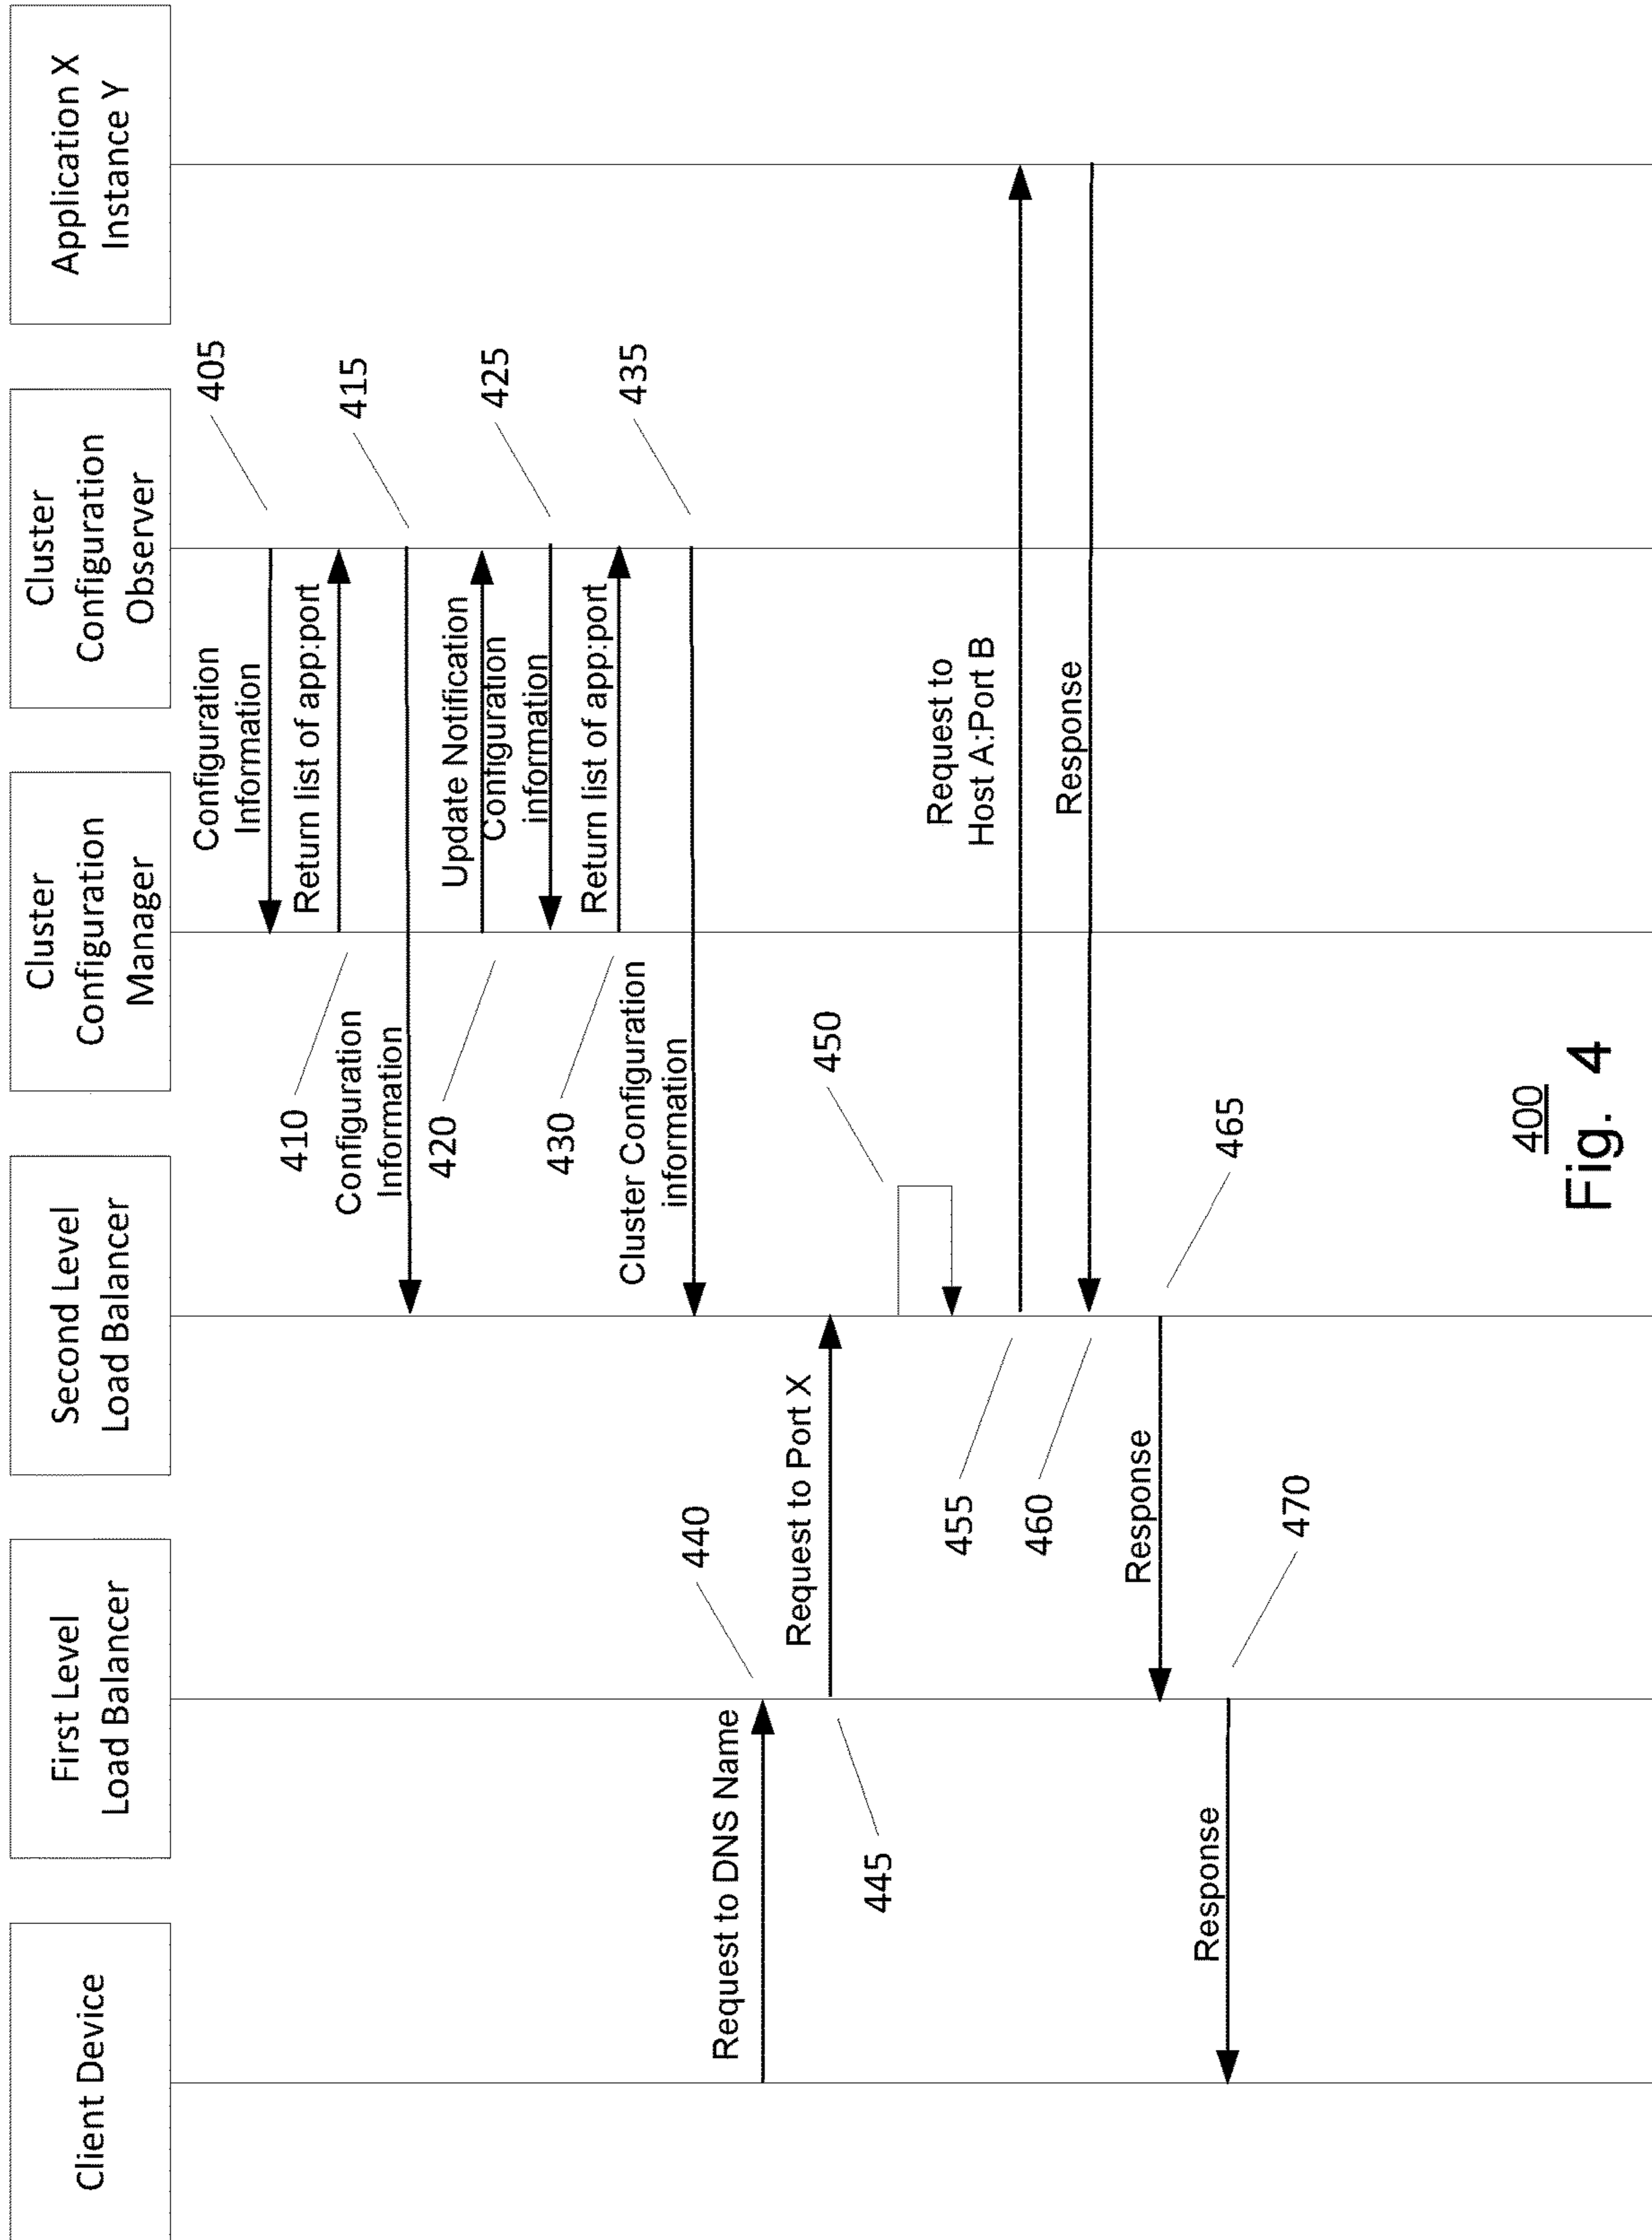 Client Device
First Level
Load Balancer
Second Level
Load Balancer
Cluster
Configuration
Manager
Cluster
Configuration
Observer
Application X
Instance Y
405
Configuration
Information
Return list of app:port
410
415
Configuration
Information
Update Notification
420
425
Configuration
information
Return list of app:port
430
435
Cluster Configuration
information
440
Request to DNS Name
Request to Port X
445
450
Request to
Host A:Port B
455
Response
460
465
Response
470
Response
400
Fig. 4